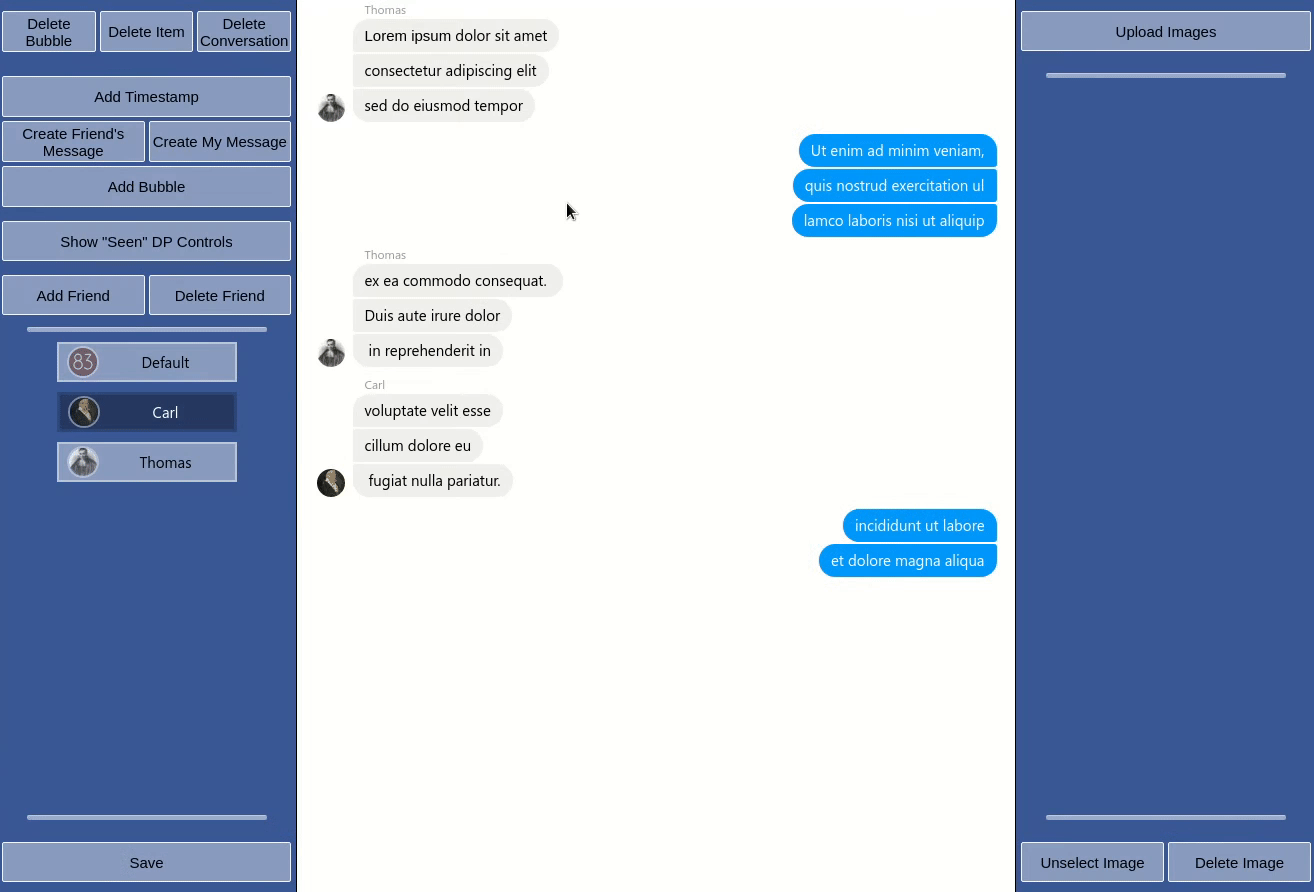 Delete
Bubble
Delete Item
Delete
Conversation
Add Timestamp
Create Friend's
Message
Create My Message
Add Bubble
Show "Seen" DP Controls
Add Friend
Delete Friend
83
Default
Carl
Thomas
Save
Thomas
Lorem ipsum dolor sit amet
consectetur adipiscing elit
sed do eiusmod tempor
Ut enim ad minim veniam,
quis nostrud exercitation ul
lamco laboris nisi ut aliquip
Thomas
ex ea commodo consequat.
Duis aute irure dolor
in reprehenderit in
Carl
voluptate velit esse
cillum dolore eu
fugiat nulla pariatur.
incididunt ut labore
et dolore magna aliqua
Upload Images
Unselect Image
Delete Image